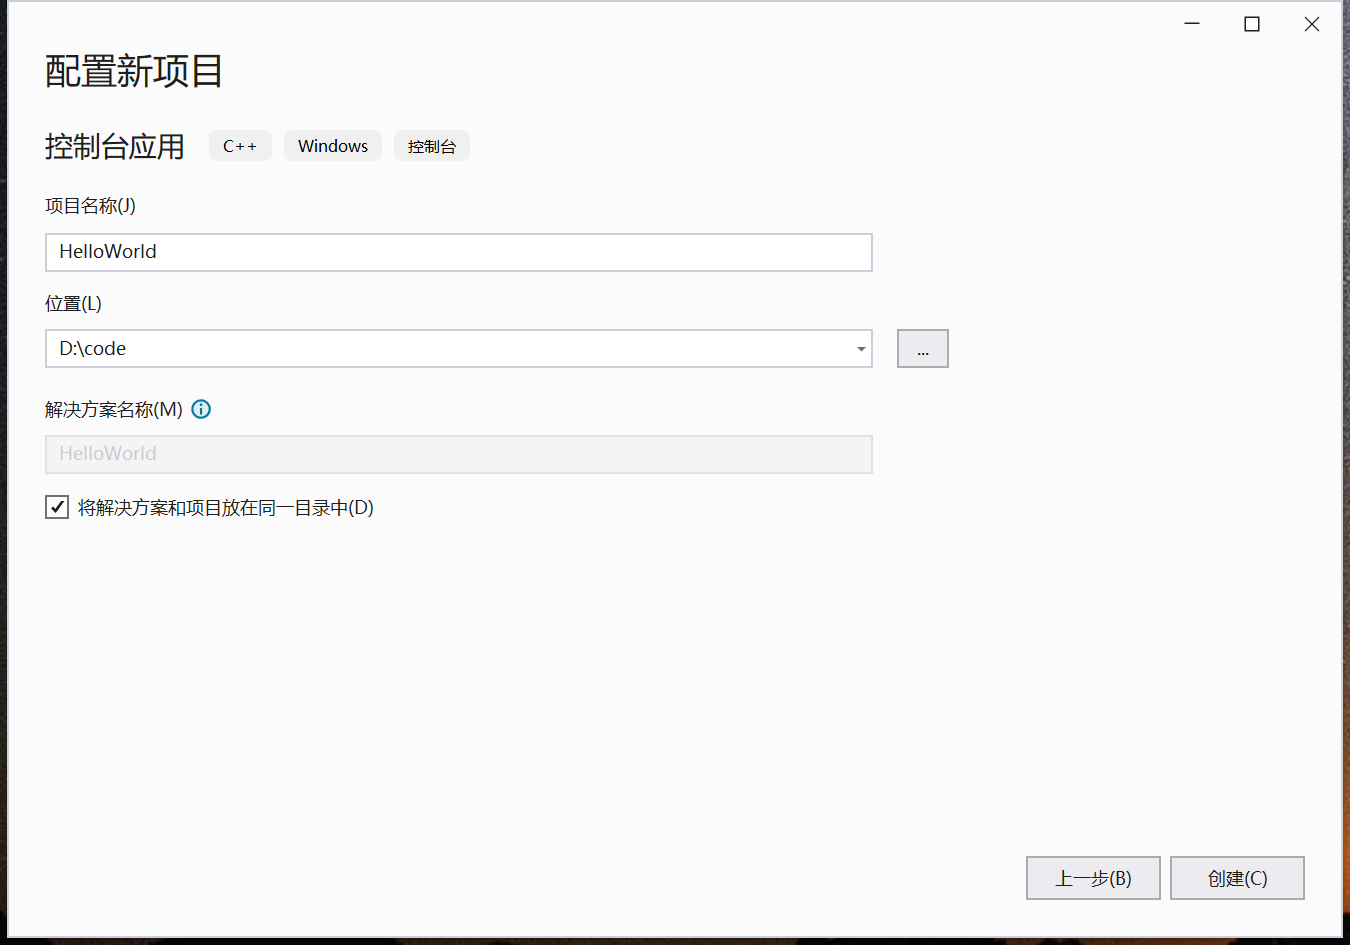 配置新项目
控制台应用 C++ Windows 控制台
项目名称(J)
HelloWorld
位置(L)
D:\code
...
解决方案名称(M)
HelloWorld
将解决方案和项目放在同一目录中(D)
上一步(B) 创建(C)